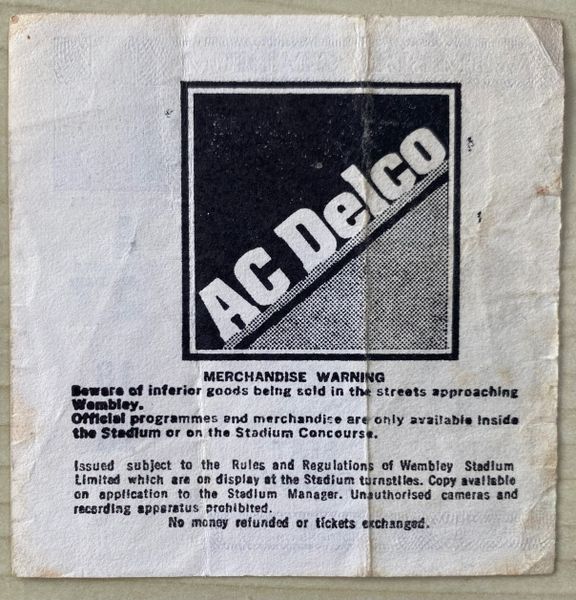 AC Delco
MERCHANDISE WARNING
Beware of inferior goods being sold in the streets approaching
Wembley.
Official programmes and merchandise are only available inside
the Stadium or on the Stadium Concourse.
Issued subject to the Rules and Regulations of Wembley Stadium
Limited which are on display at the Stadium turnstiles. Copy available
on application to the Stadium Manager. Unauthorised cameras and
recording apparatus prohibited.
No money refunded or tickets exchanged.